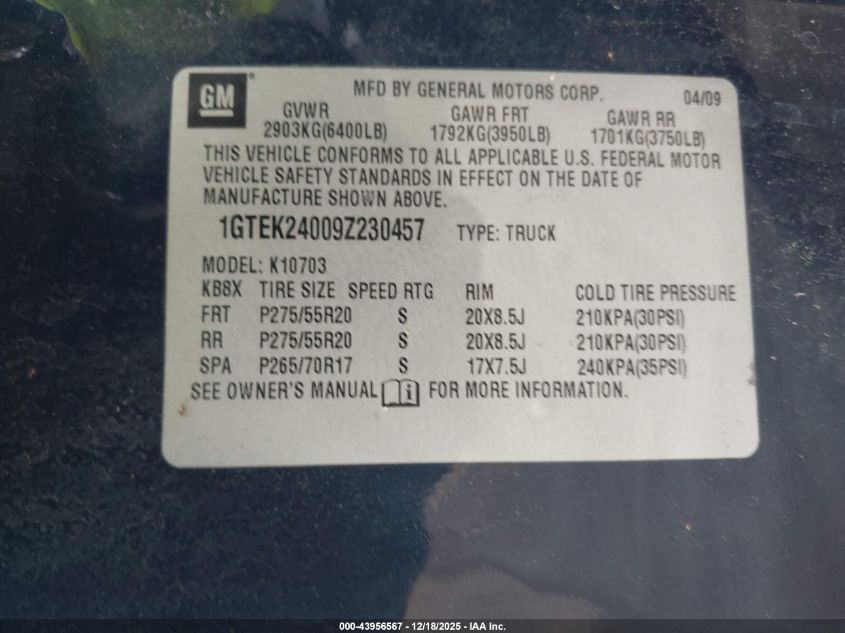 GM
MFD BY GENERAL MOTORS CORP. 04/09
GVWR GAWR FRT GAWR RR
2903KG(6400LB) 1792KG(3950LB) 1701KG(3750LB)
THIS VEHICLE CONFORMS TO ALL APPLICABLE U.S. FEDERAL MOTOR
VEHICLE SAFETY STANDARDS IN EFFECT ON THE DATE OF
MANUFACTURE SHOWN ABOVE.
1GTEK24009Z230457 TYPE: TRUCK
MODEL: K10703
KB8X TIRE SIZE SPEED RTG RIM COLD TIRE PRESSURE
FRT P275/55R20 S 20X8.5J 210KPA(30PSI)
RR P275/55R20 S 20X8.5J 210KPA(30PSI)
SPA P265/70R17 S 17X7.5J 240KPA(35PSI)
SEE OWNER'S MANUAL i FOR MORE INFORMATION.
000-43956567 - 12/18/2025 - IAA Inc.